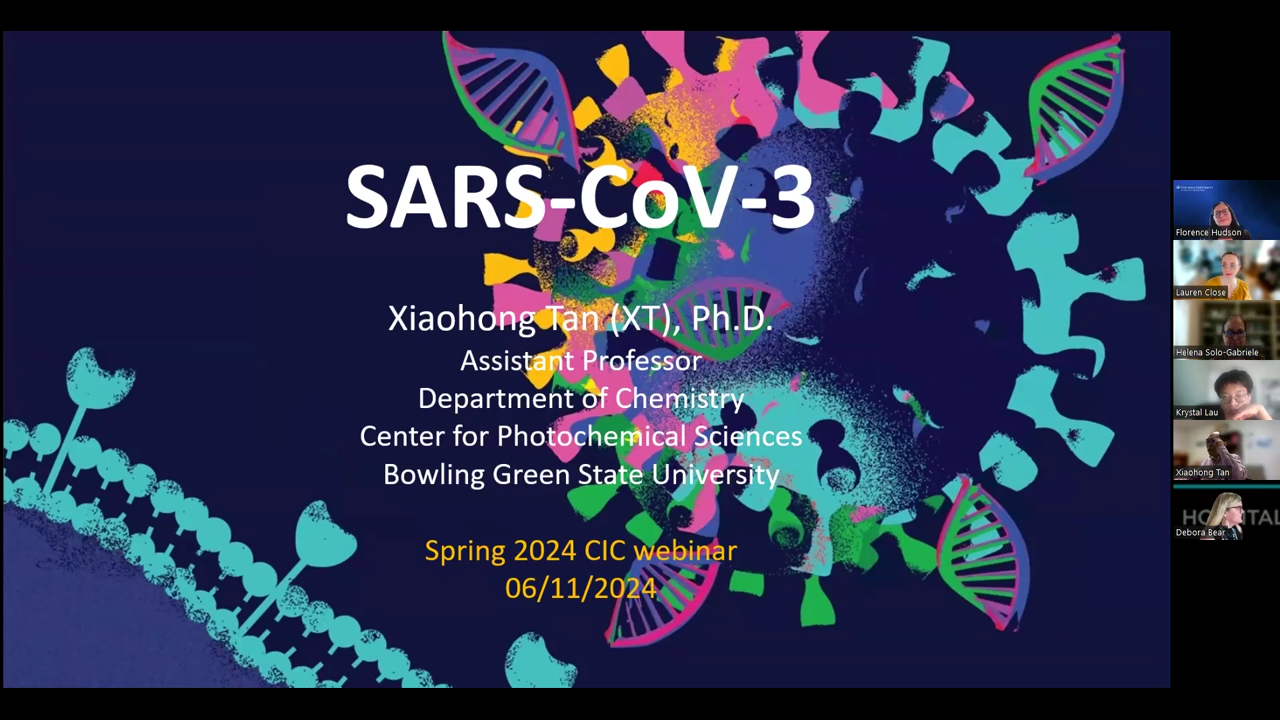 SARS-CoV-3
Xiaohong Tan (XT), Ph.D.
Assistant Professor
Department of Chemistry
Center for Photochemical Sciences
Bowling Green State University
Spring 2024 CIC webinar
06/11/2024
Florence Hudson
Lauren Close
Helena Solo-Gabriele
Krystal Lau
Xiaohong Tan
Debora Bear